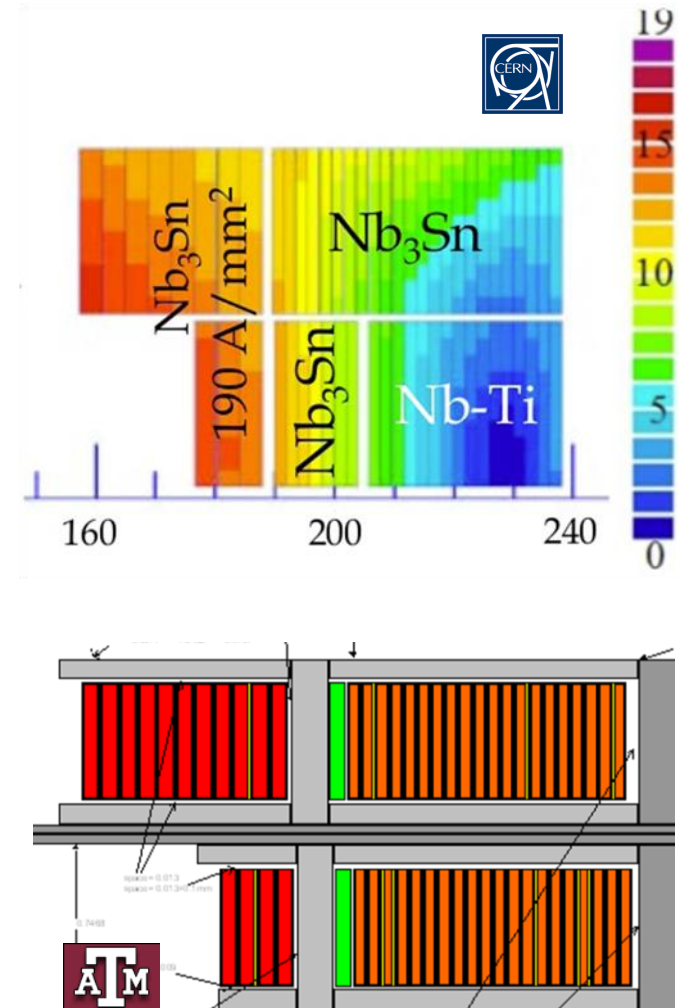 19
CERN
15
Nb₃Sn
190 A/mm²
Nb₃Sn
10
Nb₃Sn
Nb-Ti
5
160
200
240
0
space = 0.013
0.7468
ATM